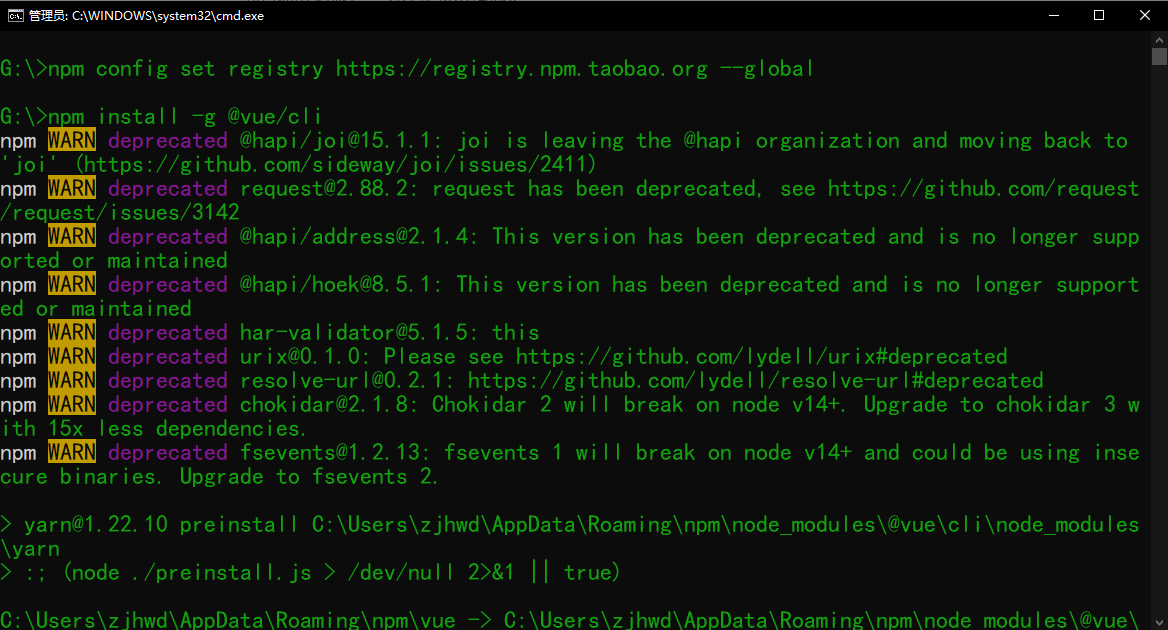 管理员: C:\WINDOWS\system32\cmd.exe
G:\>npm config set registry https://registry.npm.taobao.org --global
G:\>npm install -g @vue/cli
npm WARN deprecated @hapi/joi@15.1.1: joi is leaving the @hapi organization and moving back to
'joi' (https://github.com/sideway/joi/issues/2411)
npm WARN deprecated request@2.88.2: request has been deprecated, see https://github.com/request
/request/issues/3142
npm WARN deprecated @hapi/address@2.1.4: This version has been deprecated and is no longer supp
orted or maintained
npm WARN deprecated @hapi/hoek@8.5.1: This version has been deprecated and is no longer support
ed or maintained
npm WARN deprecated har-validator@5.1.5: this
npm WARN deprecated urix@0.1.0: Please see https://github.com/lydell/urix#deprecated
npm WARN deprecated resolve-url@0.2.1: https://github.com/lydell/resolve-url#deprecated
npm WARN deprecated chokidar@2.1.8: Chokidar 2 will break on node v14+. Upgrade to chokidar 3 w
ith 15x less dependencies.
npm WARN deprecated fsevents@1.2.13: fsevents 1 will break on node v14+ and could be using inse
cure binaries. Upgrade to fsevents 2.
> yarn@1.22.10 preinstall C:\Users\zjhwd\AppData\Roaming\npm\node_modules\@vue\cli\node_modules
\yarn
> :; (node ./preinstall.js > /dev/null 2>&1 || true)
C:\Users\zjhwd\AppData\Roaming\npm\vue -> C:\Users\zjhwd\AppData\Roaming\npm\node_modules\@vue\